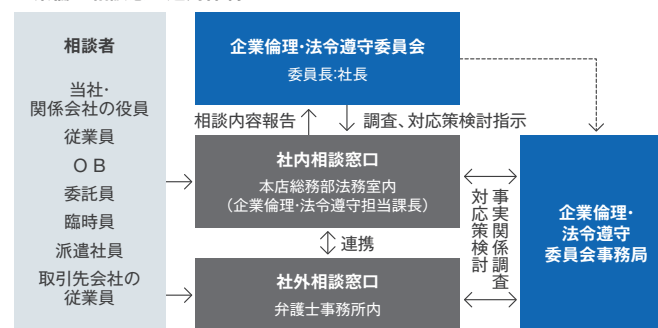 相談者
当社・
関係会社の役員
従業員
OB
委託員
臨時員
派遣社員
取引先会社の
従業員
企業倫理・法令遵守委員会
委員長:社長
相談内容報告
調査、対応策検討指示
社内相談窓口
本店総務部法務室内
（企業倫理・法令遵守担当課長）
連携
社外相談窓口
弁護士事務所内
事実関係調査
対応策検討
企業倫理・
法令遵守
委員会事務局